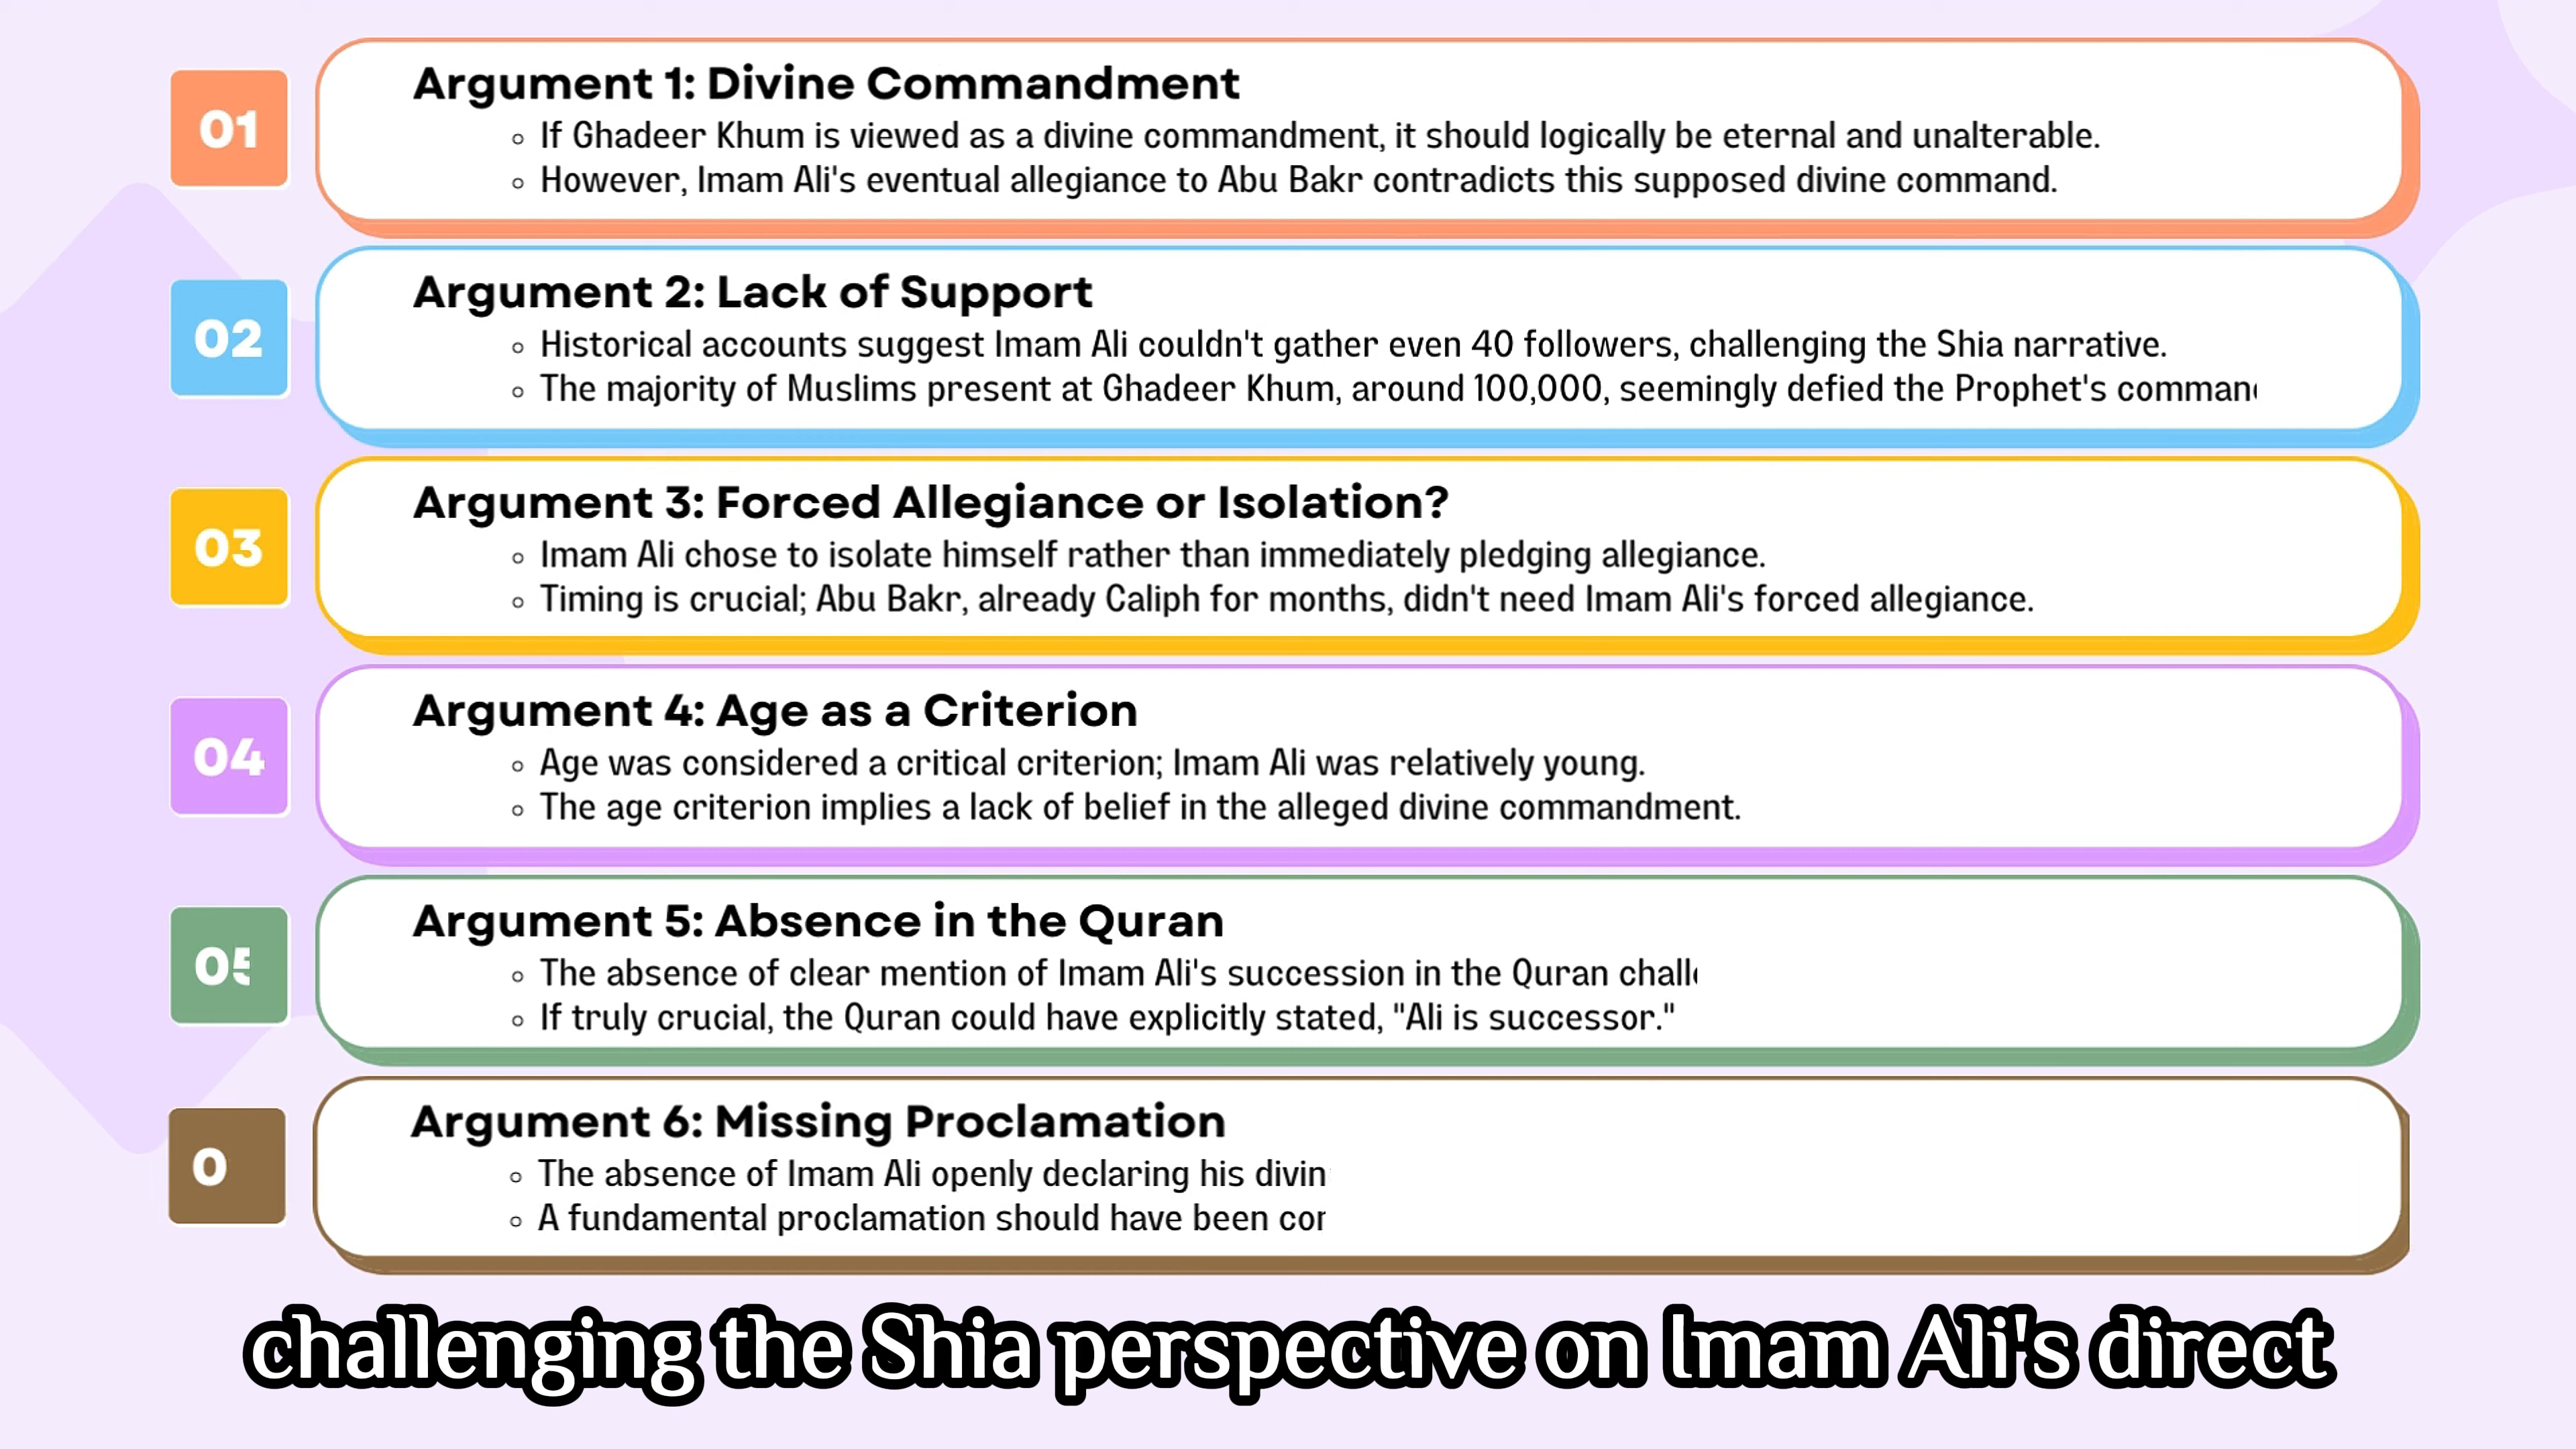 01
Argument 1: Divine Commandment
If Ghadeer Khum is viewed as a divine commandment, it should logically be eternal and unalterable.
However, Imam Ali's eventual allegiance to Abu Bakr contradicts this supposed divine command.
02
Argument 2: Lack of Support
Historical accounts suggest Imam Ali couldn't gather even 40 followers, challenging the Shia narrative.
The majority of Muslims present at Ghadeer Khum, around 100,000, seemingly defied the Prophet's
03
Argument 3: Forced Allegiance or Isolation?
Imam Ali chose to isolate himself rather than immediately pledging allegiance.
Timing is crucial; Abu Bakr, already Caliph for months, didn't need Imam Ali's forced allegiance.
04
Argument 4: Age as a Criterion
Age was considered a critical criterion; Imam Ali was relatively young.
The age criterion implies a lack of belief in the alleged divine commandment.
05
Argument 5: Absence in the Quran
The absence of clear mention of Imam Ali's succession in the Quran
If truly crucial, the Quran could have explicitly stated, "Ali is successor."
0
Argument 6: Missing Proclamation
The absence of Imam Ali openly declaring his
A fundamental proclamation should have been
challenging the Shia perspective on Imam Ali's direct